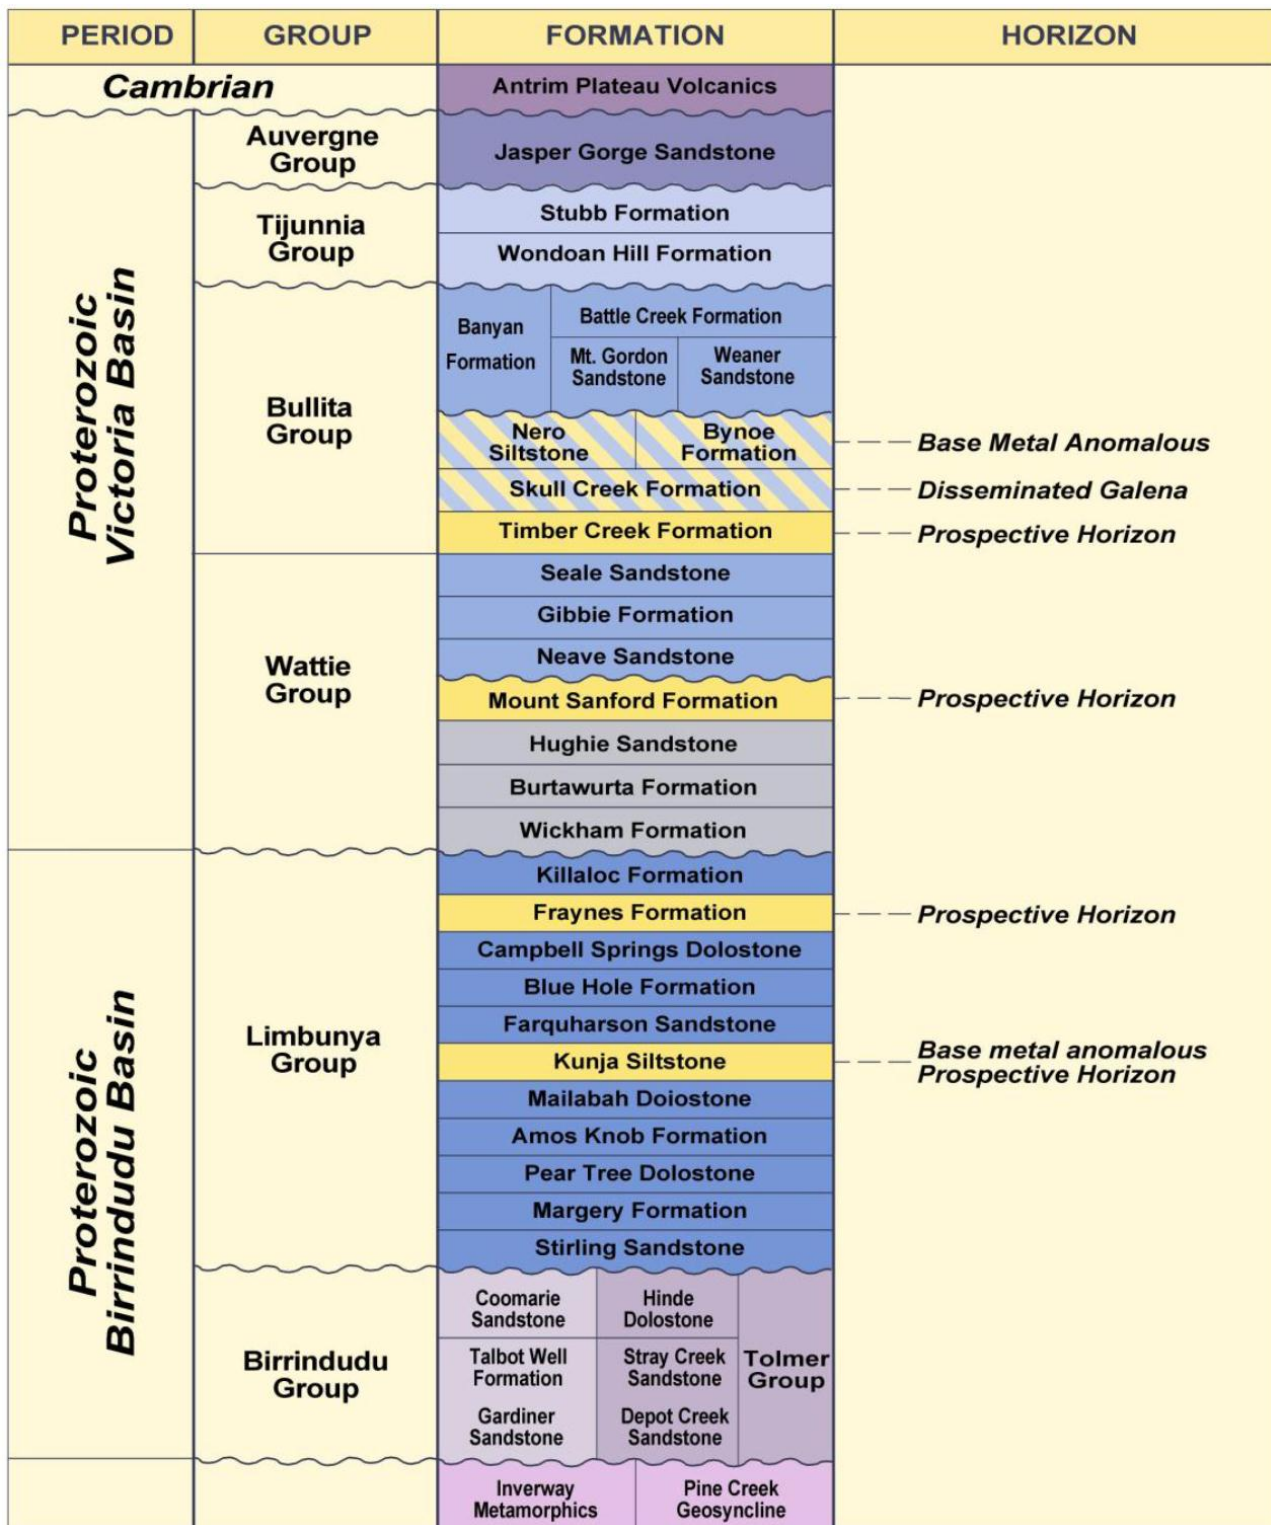 PERIOD
GROUP
FORMATION
HORIZON
Cambrian
Antrim Plateau Volcanics
Proterozoic
Victoria Basin
Auvergne
Group
Jasper Gorge Sandstone
Tijunnia
Group
Stubb Formation
Wondoan Hill Formation
Bullita
Group
Banyan
Formation
Battle Creek Formation
Mt. Gordon
Sandstone
Weaner
Sandstone
Nero
Siltstone
Bynoe
Formation
Base Metal Anomalous
Skull Creek Formation
Disseminated Galena
Timber Creek Formation
Prospective Horizon
Wattie
Group
Seale Sandstone
Gibbie Formation
Neave Sandstone
Mount Sanford Formation
Prospective Horizon
Hughie Sandstone
Burtawurta Formation
Wickham Formation
Proterozoic
Birrindudu Basin
Limbunya
Group
Killaloc Formation
Fraynes Formation
Prospective Horizon
Campbell Springs Dolostone
Blue Hole Formation
Farquharson Sandstone
Kunja Siltstone
Base metal anomalous
Prospective Horizon
Mailabah Doiostone
Amos Knob Formation
Pear Tree Dolostone
Margery Formation
Stirling Sandstone
Birrindudu
Group
Coomarie
Sandstone
Hinde
Dolostone
Talbot Well
Formation
Stray Creek
Sandstone
Tolmer
Group
Gardiner
Sandstone
Depot Creek
Sandstone
Inverway
Metamorphics
Pine Creek
Geosyncline